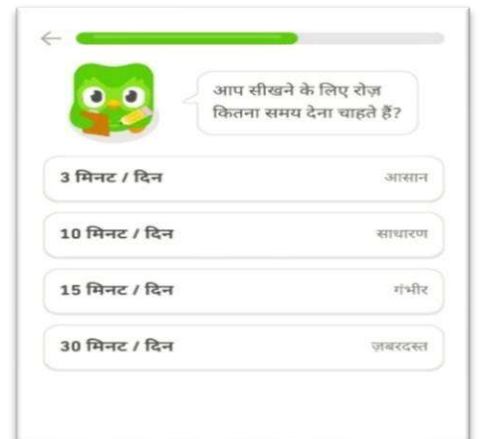 आप सीखने के लिए रोज़
कितना समय देना चाहते हैं?
3 मिनट / दिन आसान
10 मिनट / दिन साधारण
15 मिनट / दिन गंभीर
30 मिनट / दिन ज़बरदस्त